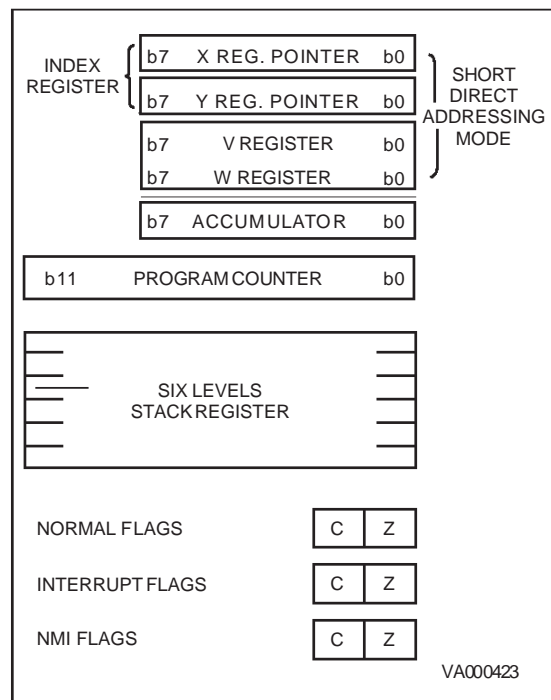 INDEX
REGISTER
b7 X REG. POINTER b0
b7 Y REG. POINTER b0
b7 V REGISTER b0
b7 W REGISTER b0
b7 ACCUMULATOR b0
SHORT
DIRECT
ADDRESSING
MODE
b11 PROGRAM COUNTER b0
SIX LEVELS
STACK REGISTER
NORMAL FLAGS C Z
INTERRUPT FLAGS C Z
NMI FLAGS C Z
VA000423